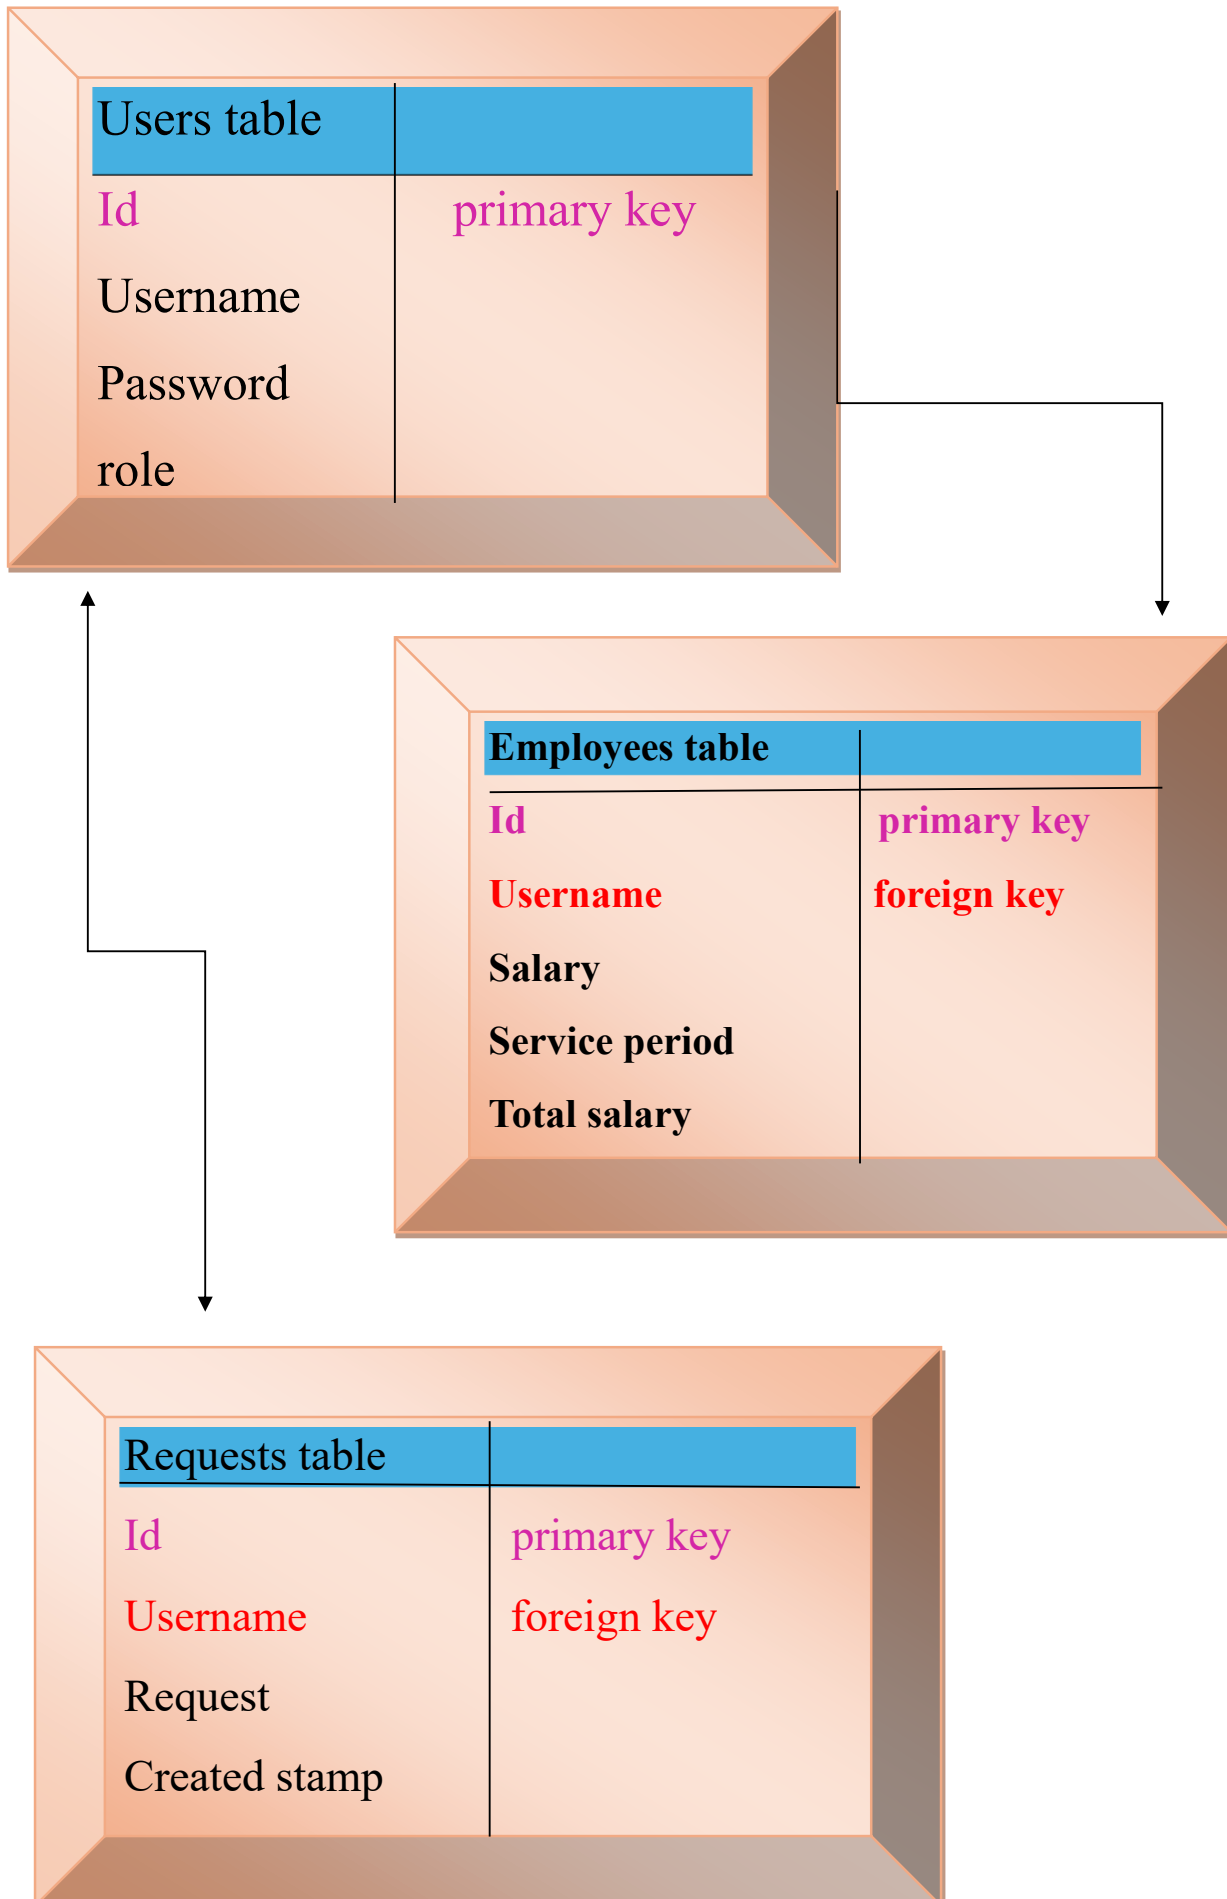 Users table
Id primary key
Username
Password
role
Employees table
Id primary key
Username foreign key
Salary
Service period
Total salary
Requests table
Id primary key
Username foreign key
Request
Created stamp